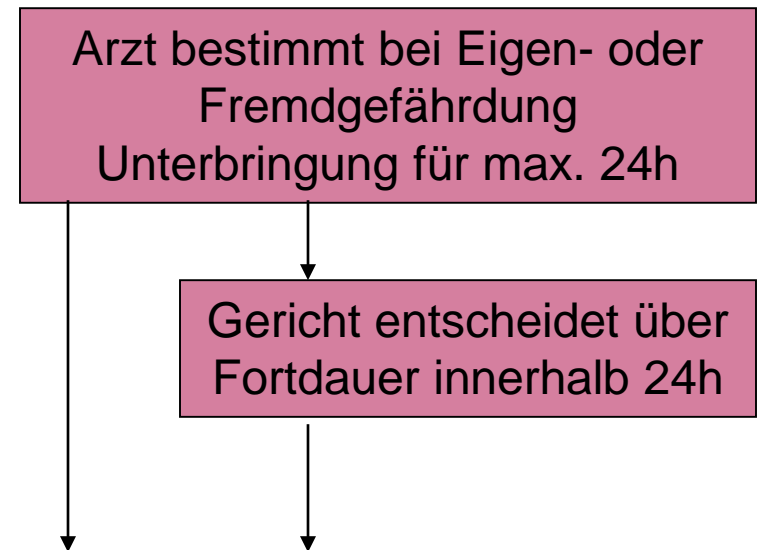 Arzt bestimmt bei Eigen- oder
Fremdgefährdung
Unterbringung für max. 24h
Gericht entscheidet über
Fortdauer innerhalb 24h